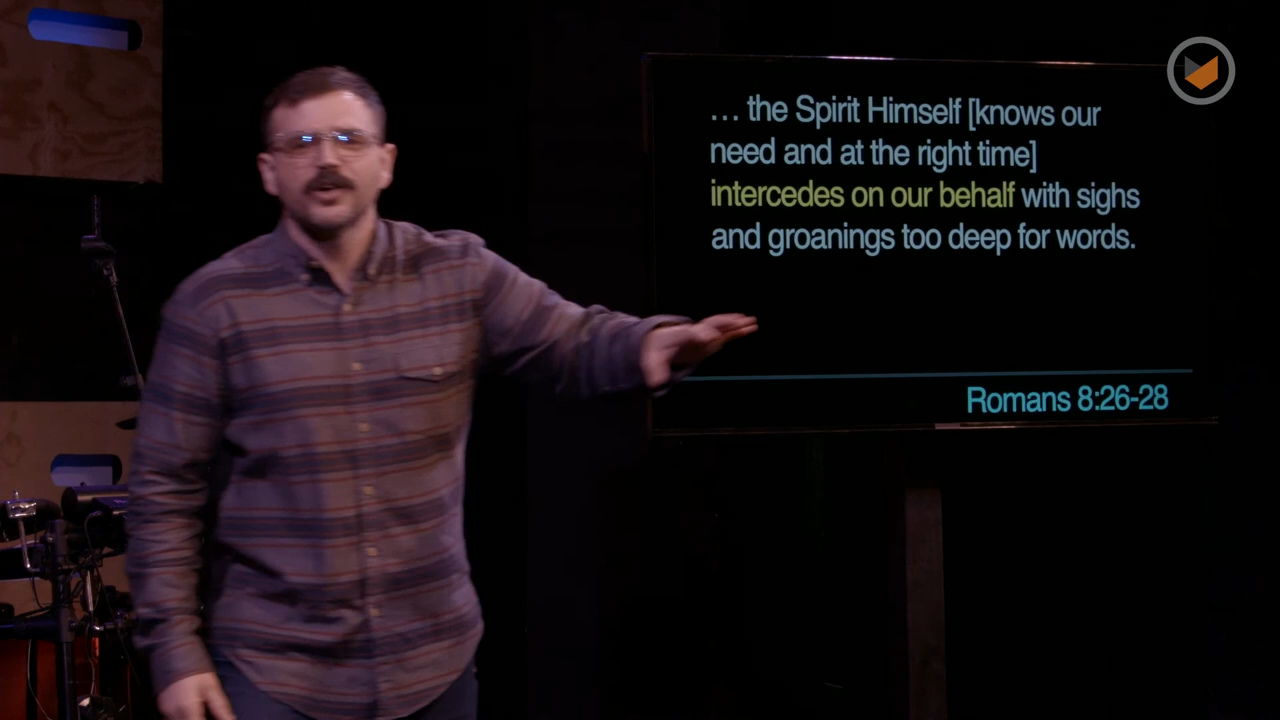 … the Spirit Himself [knows our
need and at the right time]
intercedes on our behalf with sighs
and groanings too deep for words.
Romans 8:26-28